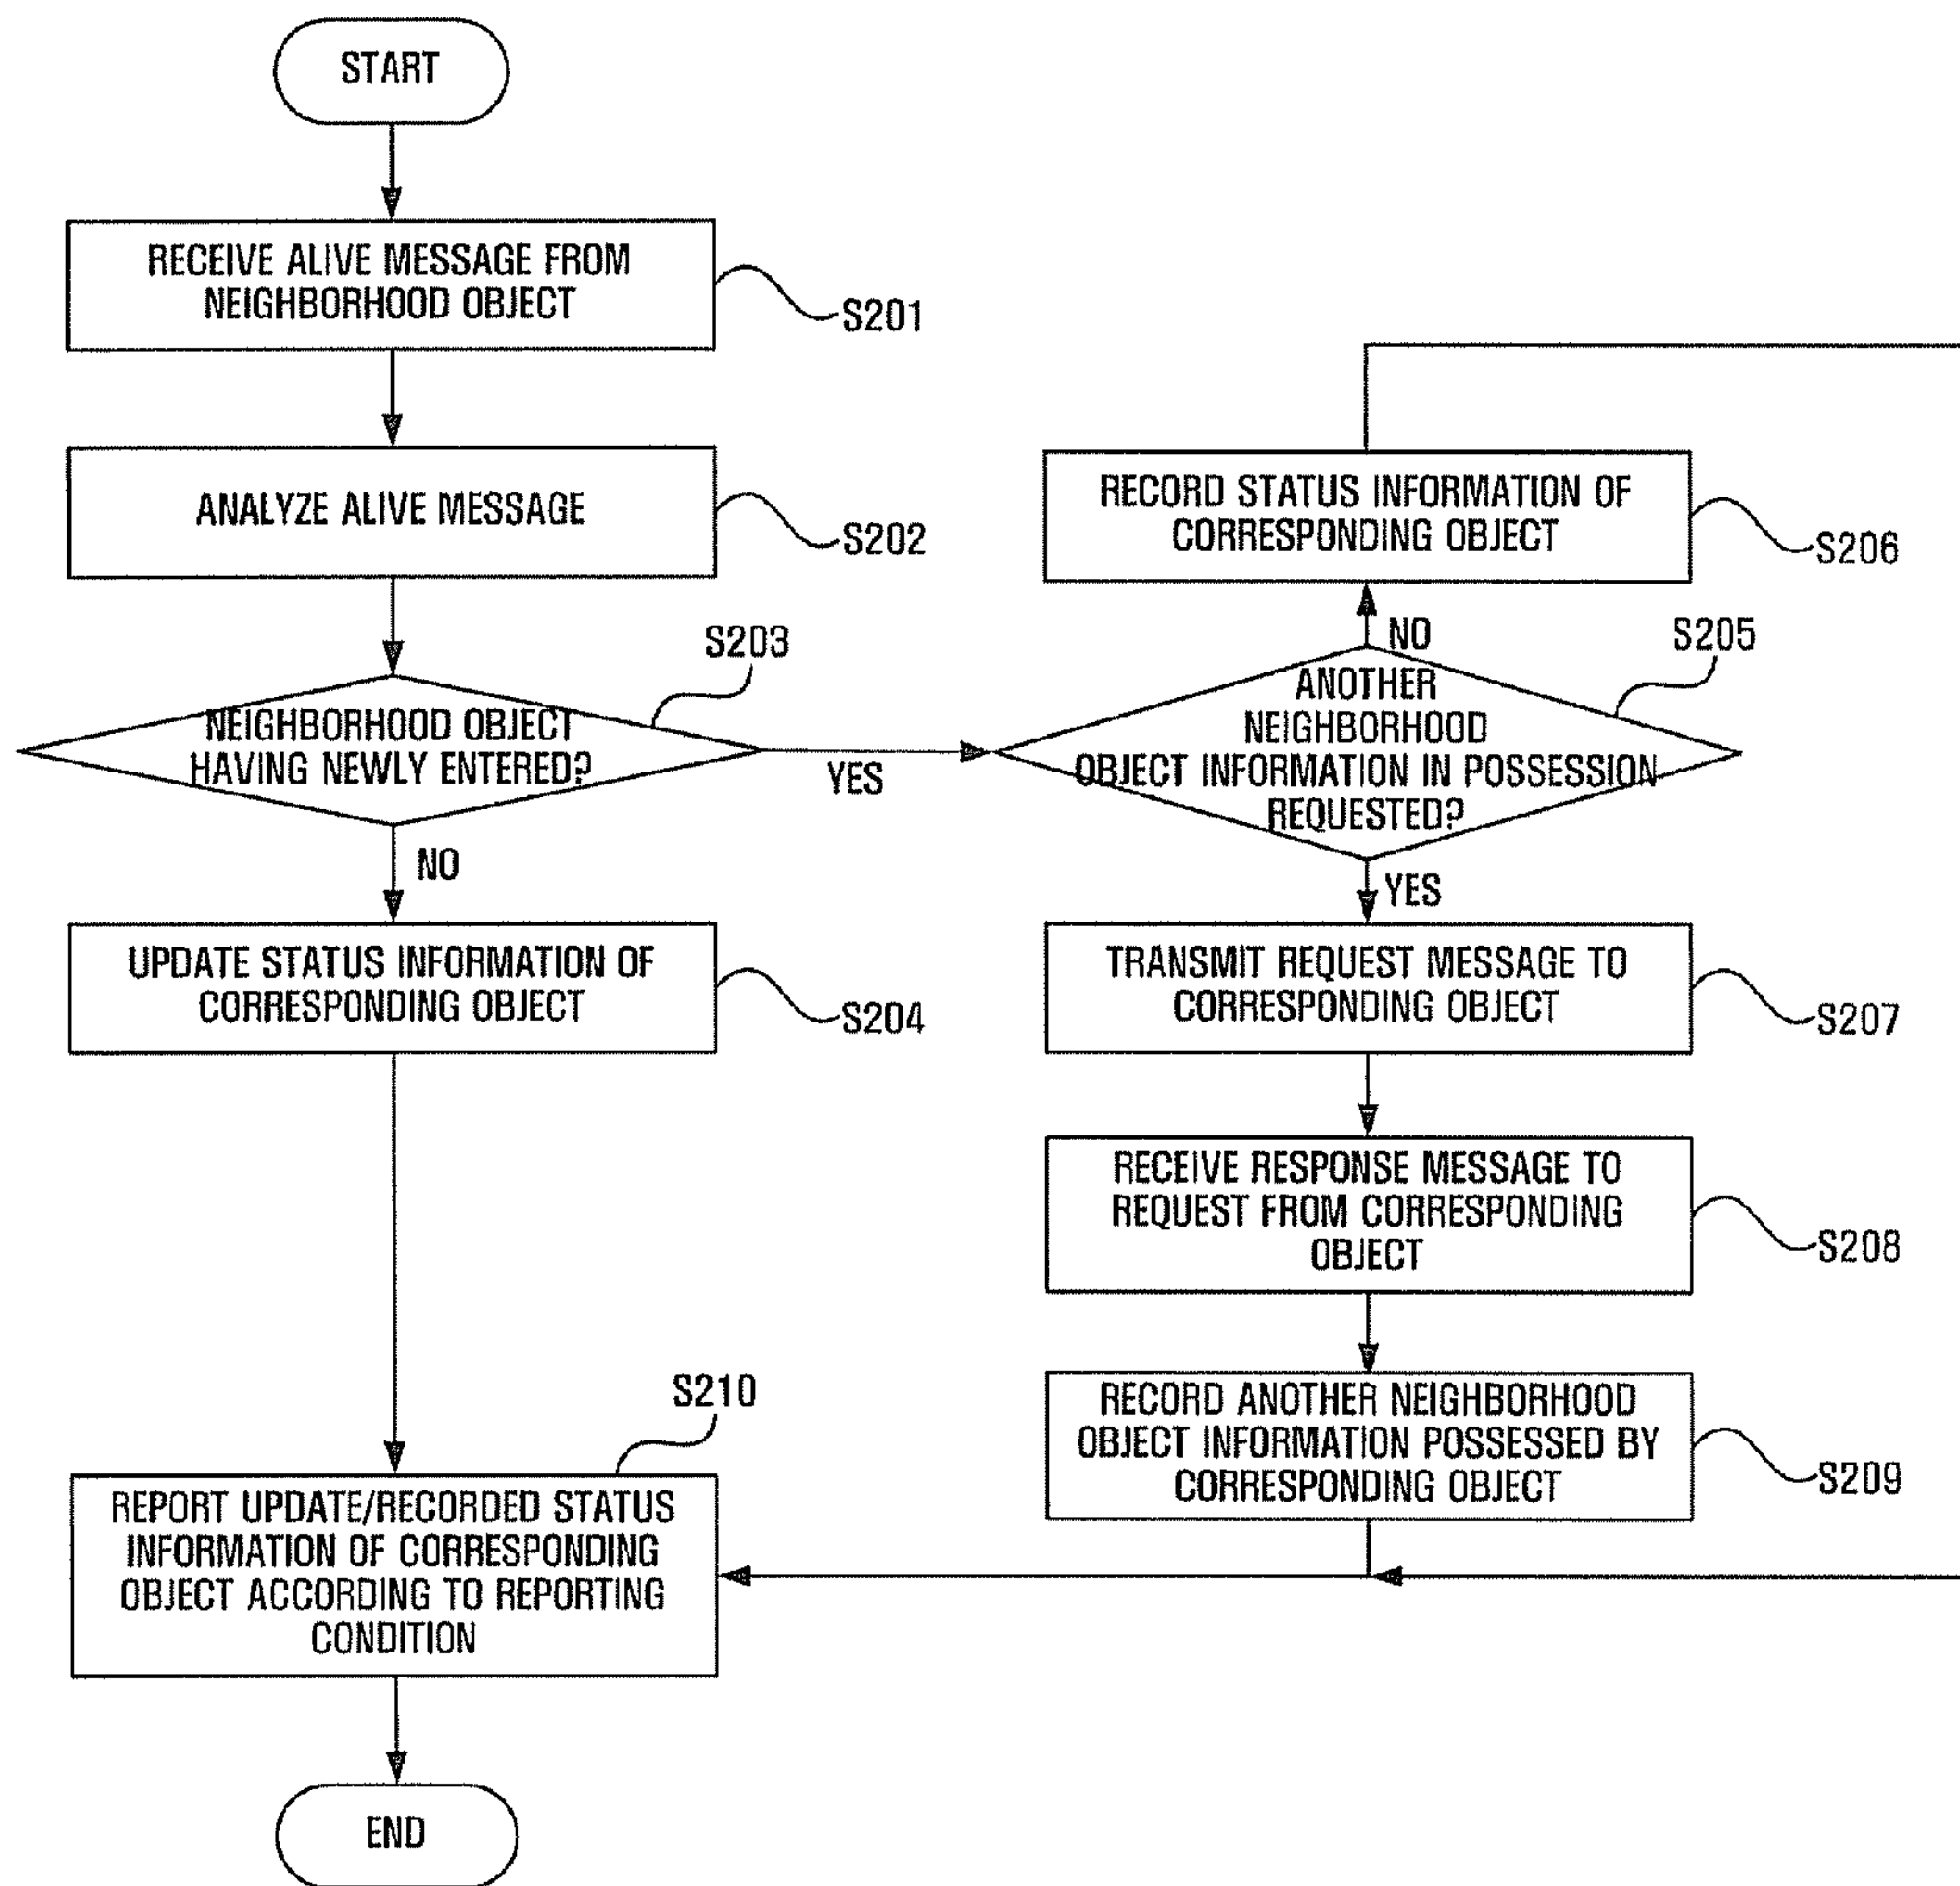 START
RECEIVE ALIVE MESSAGE FROM
NEIGHBORHOOD OBJECT
S201
ANALYZE ALIVE MESSAGE
S202
S203
NEIGHBORHOOD OBJECT
HAVING NEWLY ENTERED?
YES
NO
UPDATE STATUS INFORMATION OF
CORRESPONDING OBJECT
S204
RECORD STATUS INFORMATION OF
CORRESPONDING OBJECT
S206
NO
S205
ANOTHER
NEIGHBORHOOD
OBJECT INFORMATION IN POSSESSION
REQUESTED?
YES
TRANSMIT REQUEST MESSAGE TO
CORRESPONDING OBJECT
S207
RECEIVE RESPONSE MESSAGE TO
REQUEST FROM CORRESPONDING
OBJECT
S208
RECORD ANOTHER NEIGHBORHOOD
OBJECT INFORMATION POSSESSED BY
CORRESPONDING OBJECT
S209
S210
REPORT UPDATE/RECORDED STATUS
INFORMATION OF CORRESPONDING
OBJECT ACCORDING TO REPORTING
CONDITION
END